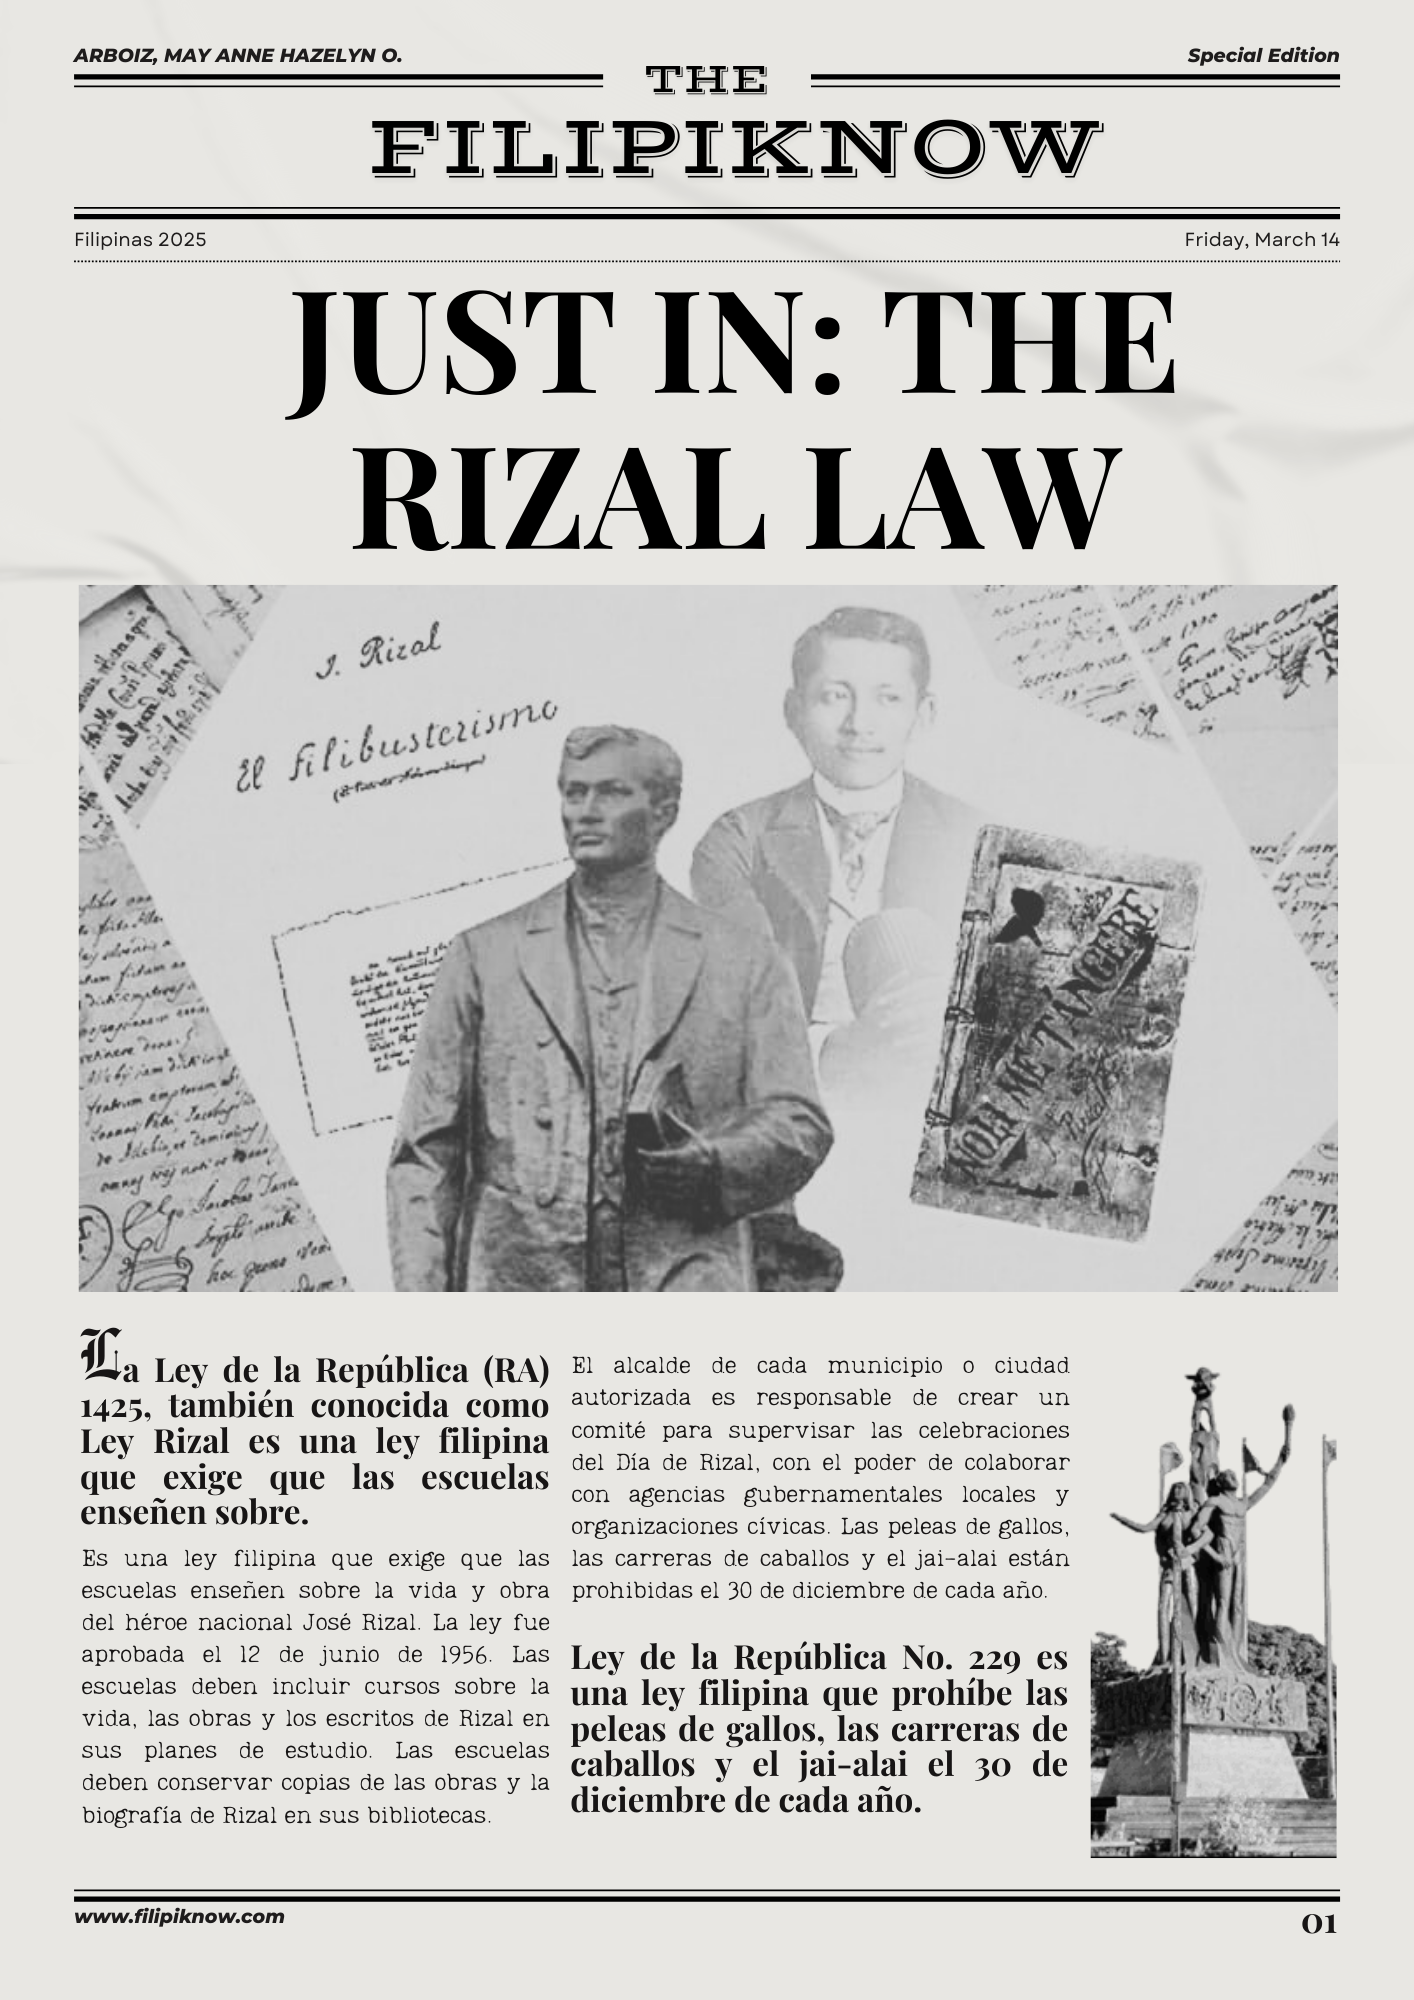 ARBOIZ, MAY ANNE HAZELYN O.
Special Edition
THE
FILIPIKNOW
Filipinas 2025
Friday, March 14
JUST IN: THE
RIZAL LAW
J. Rizal
El Filibusterismo
NOLI ME TÁNGERE
La Ley de la República (RA)
1425, también conocida como
Ley Rizal es una ley filipina
que exige que las escuelas
enseñen sobre.
Es una ley filipina que exige que las
escuelas enseñen sobre la vida y obra
del héroe nacional José Rizal. La ley fue
aprobada el 12 de junio de 1956. Las
escuelas deben incluir cursos sobre la
vida, las obras y los escritos de Rizal en
sus planes de estudio. Las escuelas
deben conservar copias de las obras y la
biografía de Rizal en sus bibliotecas.
El alcalde de cada municipio o ciudad
autorizada es responsable de crear un
comité para supervisar las celebraciones
del Día de Rizal, con el poder de colaborar
con agencias gubernamentales locales y
organizaciones cívicas. Las peleas de gallos,
las carreras de caballos y el jai-alai están
prohibidas el 30 de diciembre de cada año.
Ley de la República No. 229 es
una ley filipina que prohíbe las
peleas de gallos, las carreras de
caballos y el jai-alai el 30 de
diciembre de cada año.
www.filipiknow.com
01